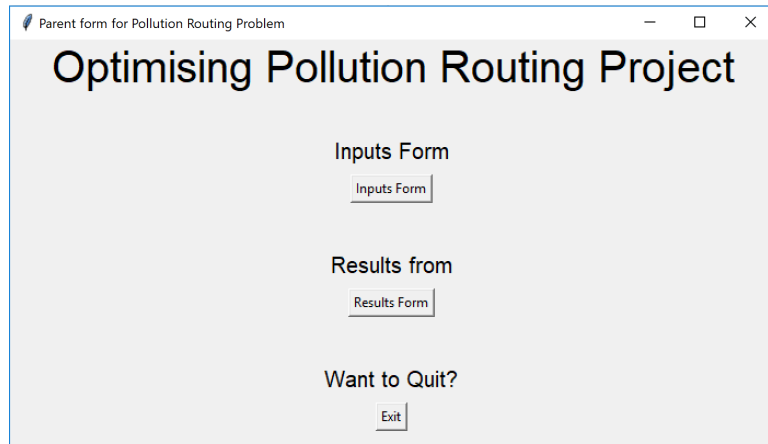 Parent form for Pollution Routing Problem
Optimising Pollution Routing Project
Inputs Form
Inputs Form
Results from
Results Form
Want to Quit?
Exit